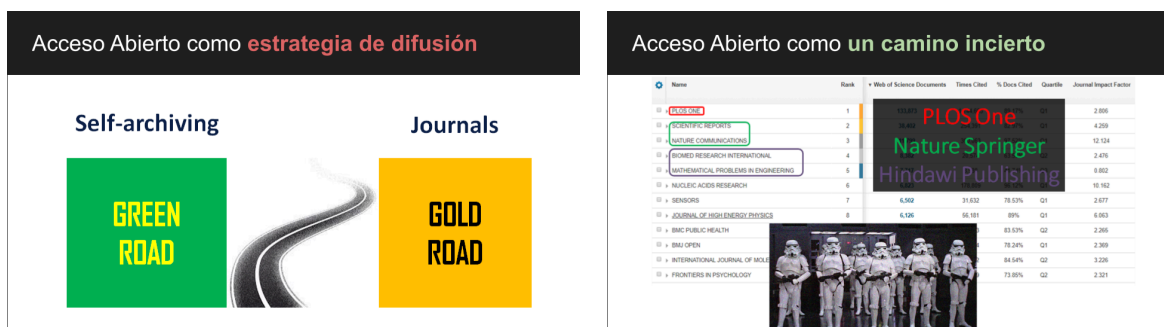 Acceso Abierto como estrategia de difusión
Self-archiving
Journals
GREEN
ROAD
GOLD
ROAD
Acceso Abierto como un camino incierto
Name Rank Web of Science Documents Times Cited % Docs Cited Quartile Journal Impact Factor
PLOS ONE 1 2.806
SCIENTIFIC REPORTS 2 4.259
NATURE COMMUNICATIONS 3 12.124
BIOMED RESEARCH INTERNATIONAL 4 2.476
MATHEMATICAL PROBLEMS IN ENGINEERING 5 0.802
PLOS One
Nature Springer
Hindawi Publishing
NUCLEIC ACIDS RESEARCH 6 10.162
SENSORS 7 6,502 31,632 78.53% Q1 2.677
JOURNAL OF HIGH ENERGY PHYSICS 8 6,126 56,181 89% Q1 6.063
BMC PUBLIC HEALTH 83.53% Q2 2.265
BMJ OPEN 78.24% Q1 2.369
INTERNATIONAL JOURNAL OF MOLE 84.54% Q2 3.226
FRONTIERS IN PSYCHOLOGY 73.85% Q2 2.321